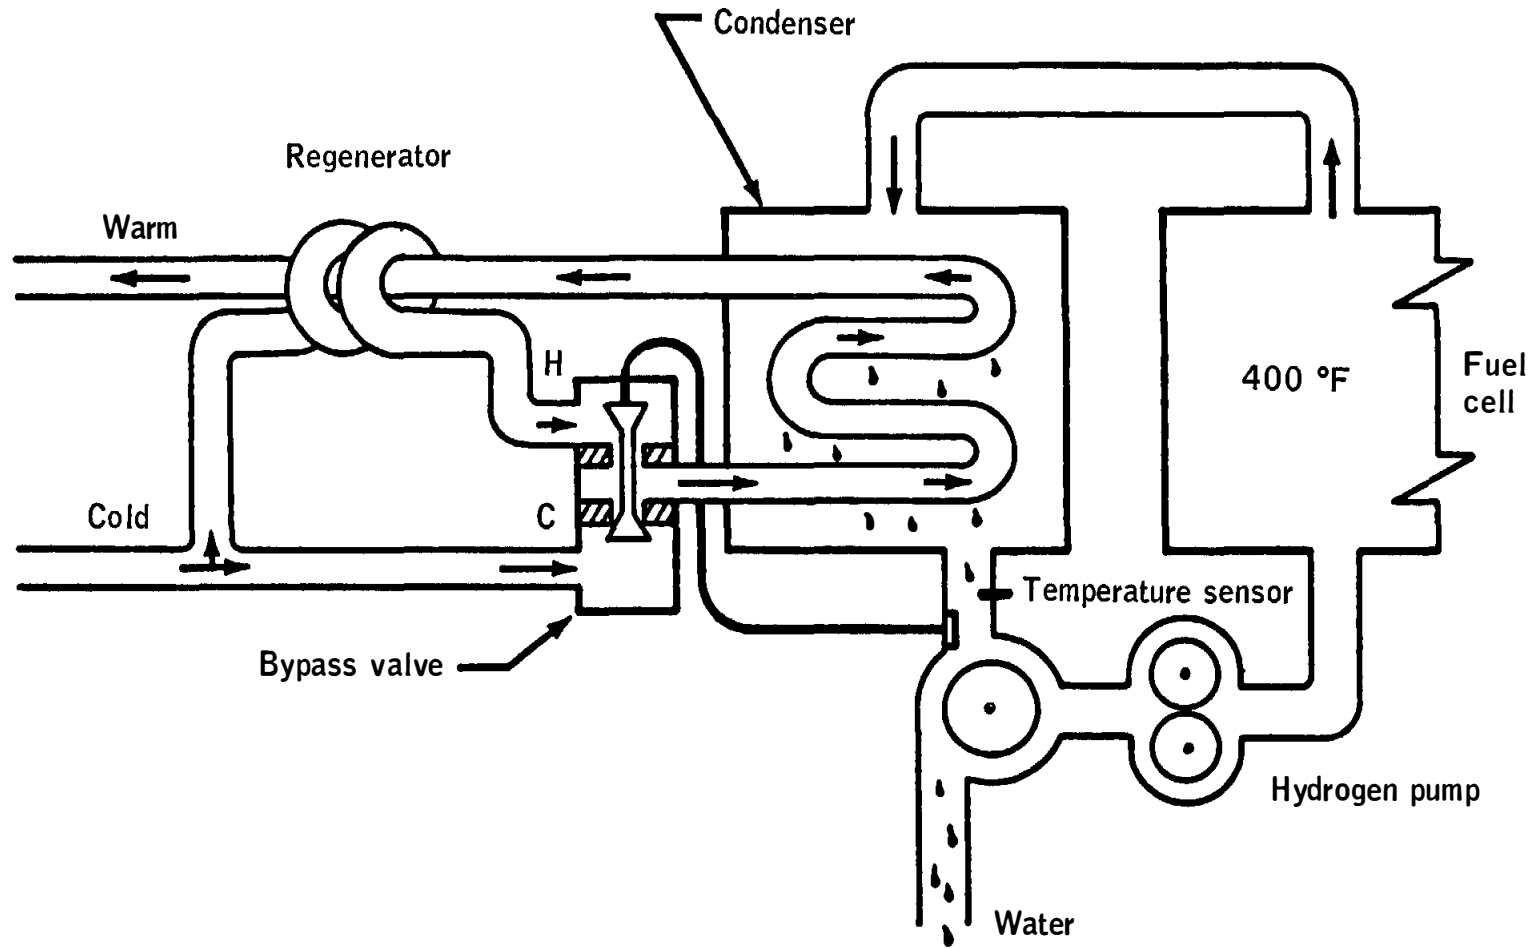 Condenser
Regenerator
Warm
H
400 °F
Fuel
cell
Cold
C
Temperature sensor
Bypass valve
Hydrogen pump
Water